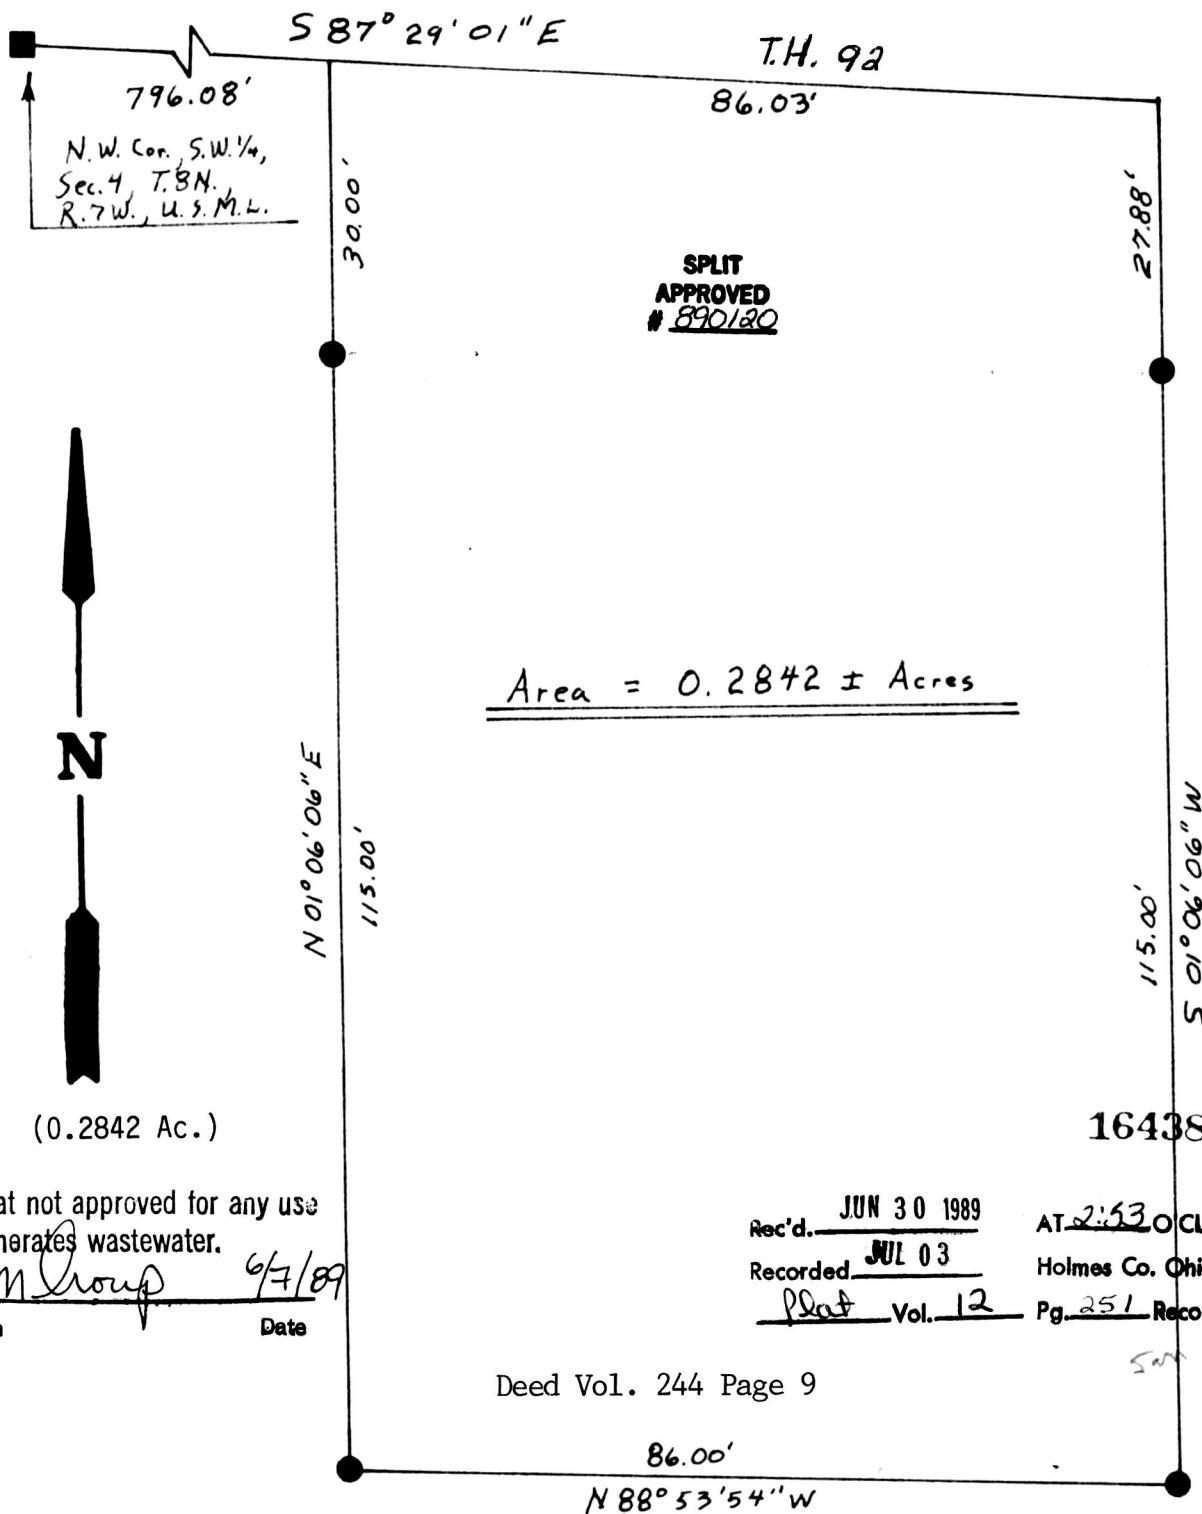 S 87° 29' 01" E
T.H. 92
796.08'
86.03'
N.W. Cor., S.W. 1/4,
Sec. 4, T.8N.,
R.7W., U.S.M.L.
30.00'
27.88'
SPLIT
APPROVED
# 890120
Area = 0.2842 ± Acres
N
N 01° 06' 06" E
115.00'
115.00'
S 01° 06' 06" W
(0.2842 Ac.)
16438
at not approved for any use
nerates wastewater.
6/7/89
Date
Rec'd. JUN 30 1989 AT 2:53 O'CL
Recorded JUL 03 Holmes Co. Ohi
Plat Vol. 12 Pg. 251 Reco
Deed Vol. 244 Page 9
86.00'
N 88° 53' 54" W